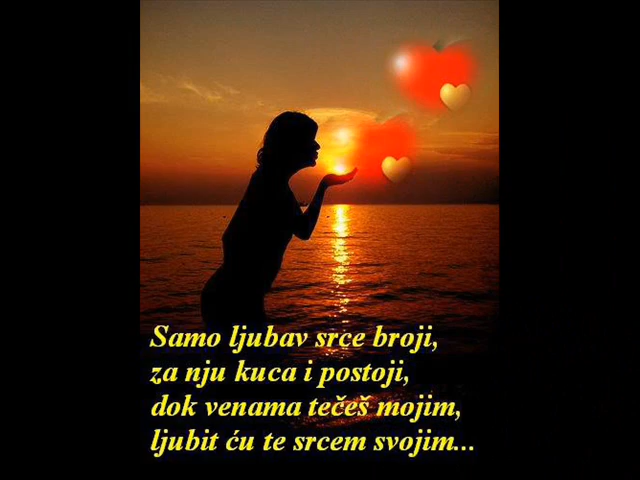 Samo ljubav srce broji,
za nju kuca i postoji,
dok venama tečeš mojim,
ljubit ću te srcem svojim...